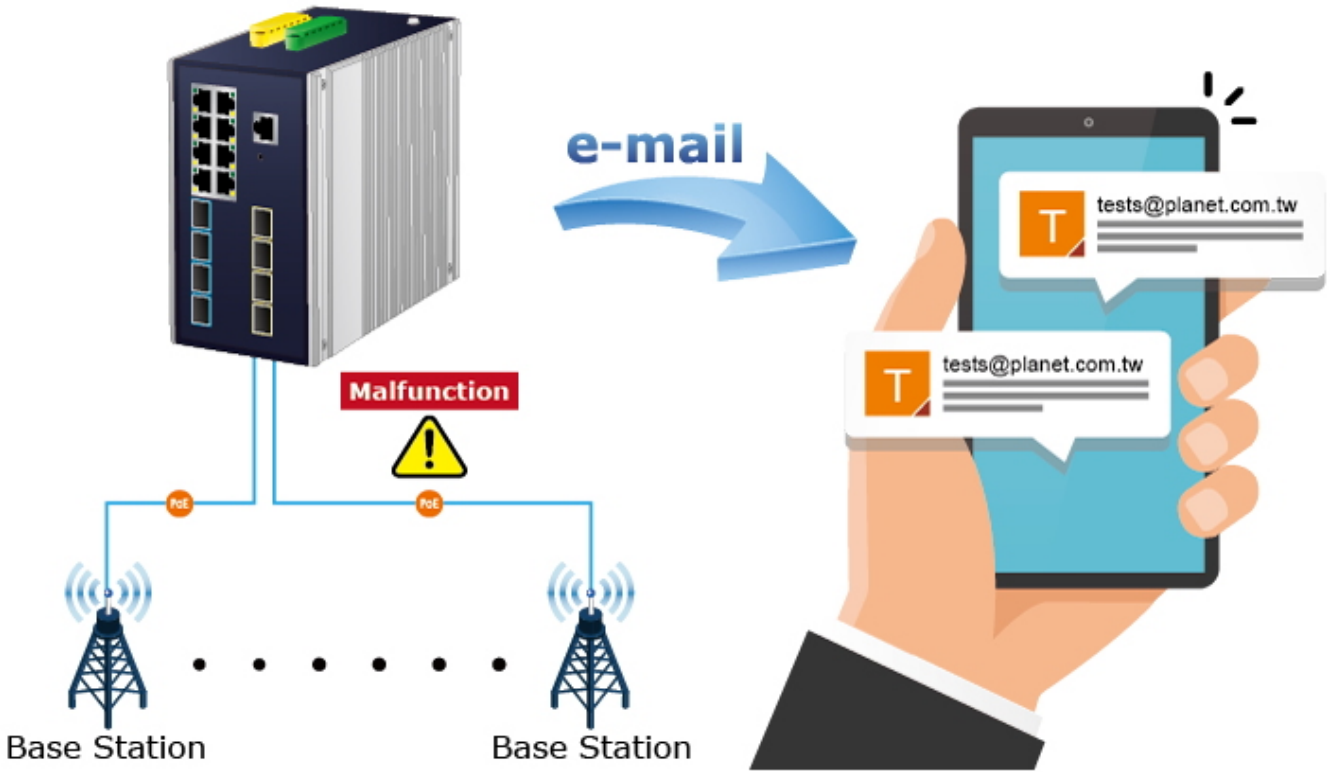 e-mail
T
tests@planet.com.tw
T
tests@planet.com.tw
Malfunction
PoE
PoE
Base Station
Base Station